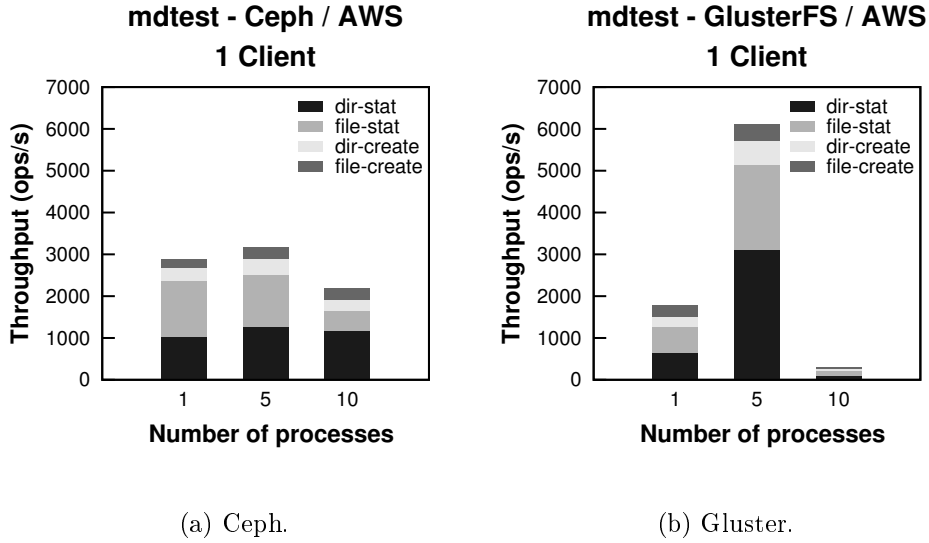 mdtest - Ceph / AWS
1 Client
7000
6000
5000
4000
3000
2000
1000
0
Throughput (ops/s)
dir-stat
file-stat
dir-create
file-create
1 5 10
Number of processes
(a) Ceph.
mdtest - GlusterFS / AWS
1 Client
7000
6000
5000
4000
3000
2000
1000
0
Throughput (ops/s)
dir-stat
file-stat
dir-create
file-create
1 5 10
Number of processes
(b) Gluster.